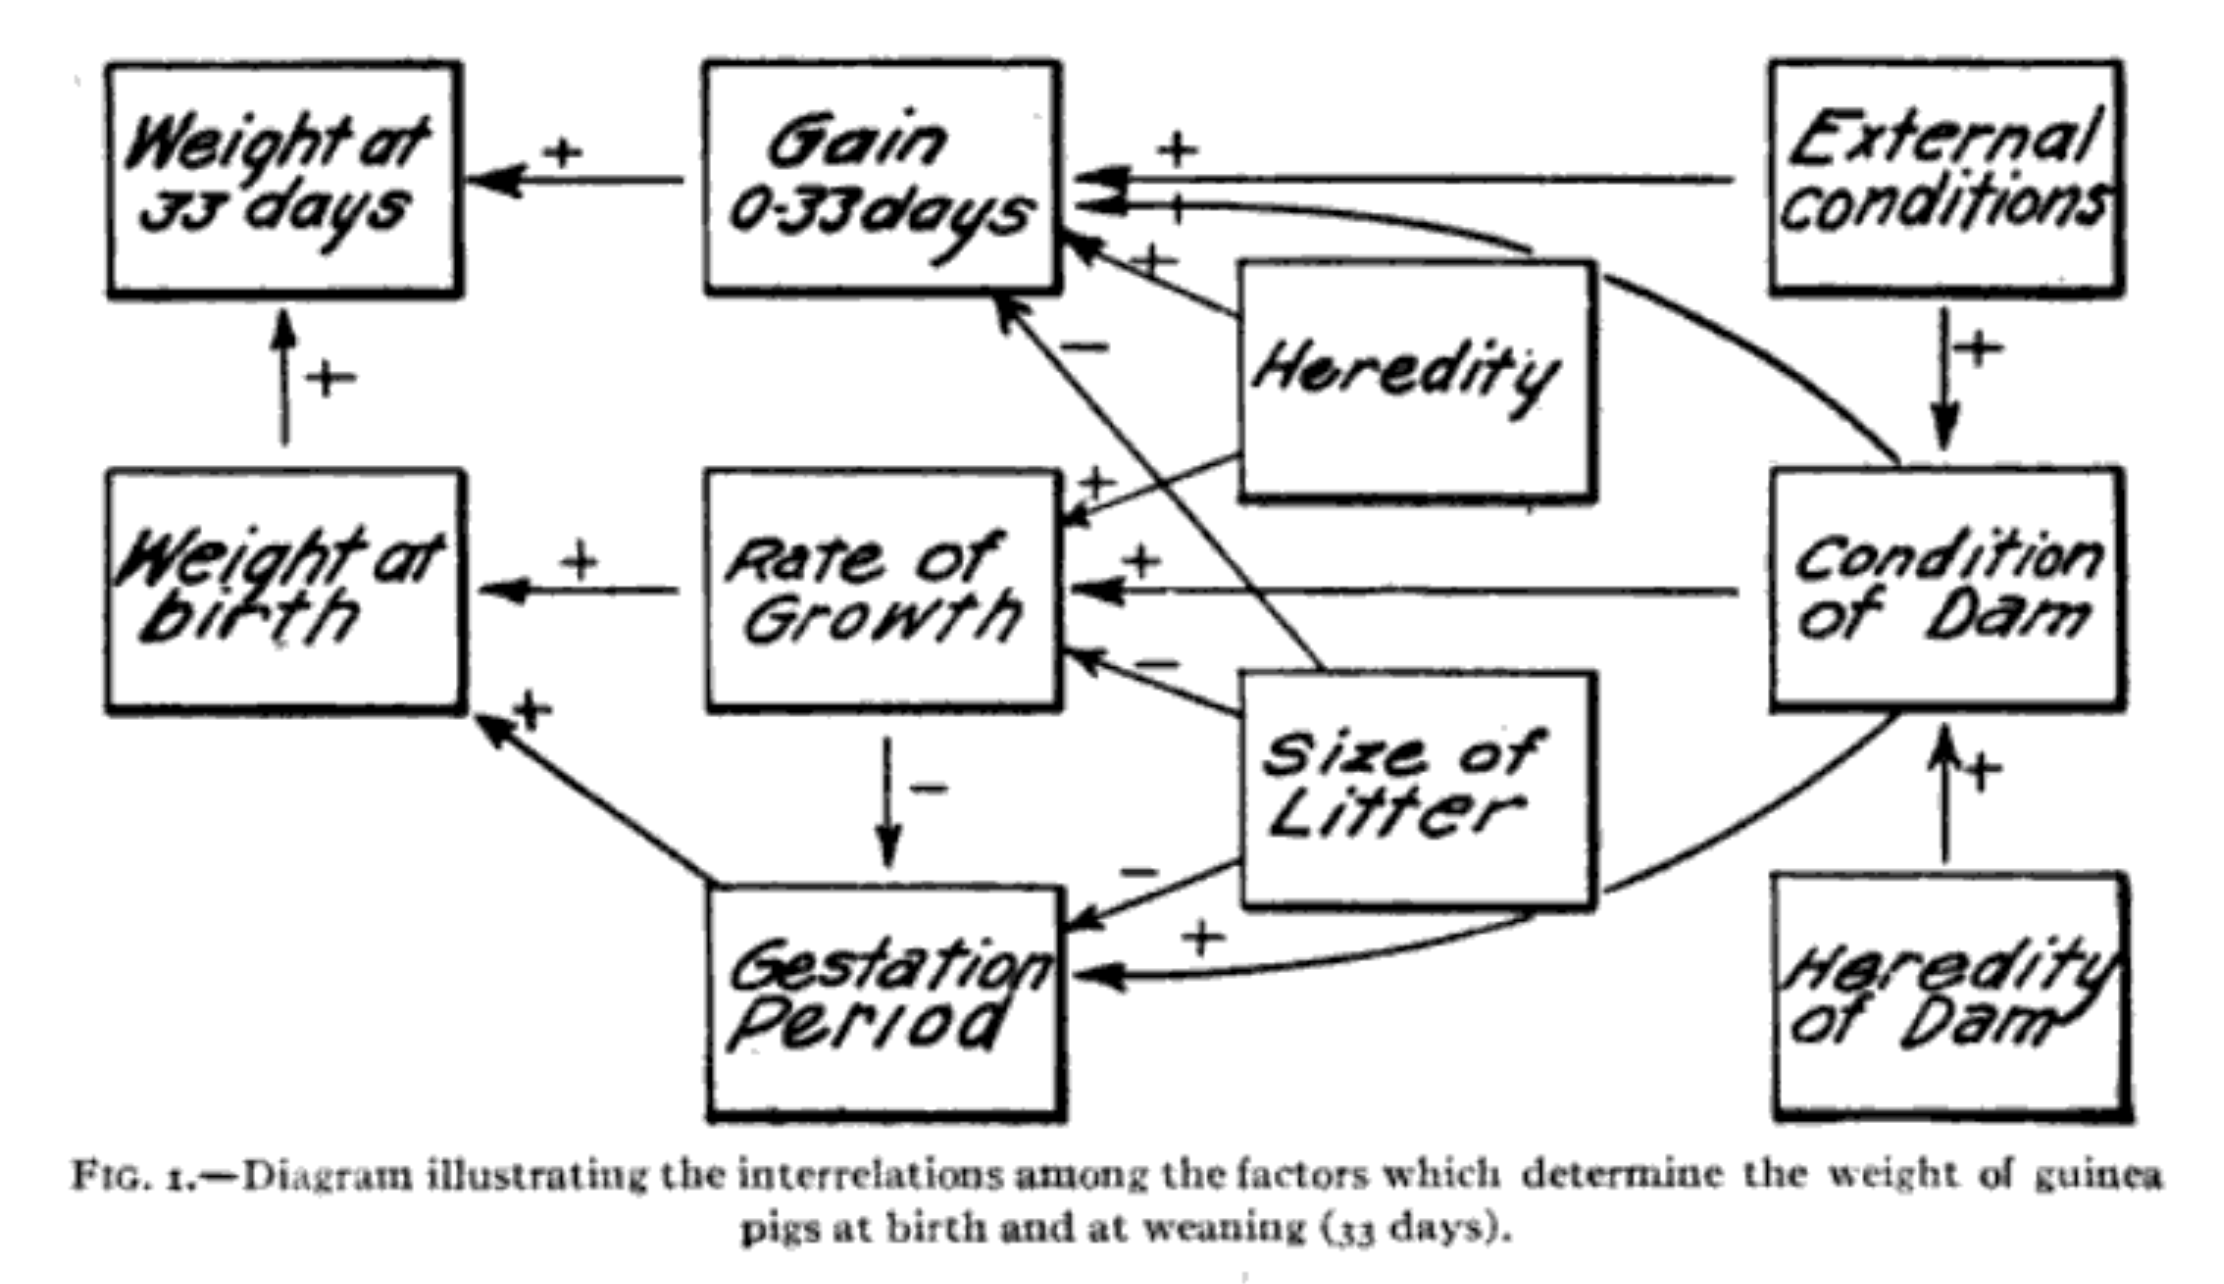 Weight at
33 days
+
Gain
0-33 days
+
+
+
External
conditions
Heredity
-
+
+
Weight at
birth
+
Rate of
Growth
+
+
-
Condition
of Dam
+
-
Size of
Litter
+
-
+
Gestation
Period
Heredity
of Dam
FIG. 1.—Diagram illustrating the interrelations among the factors which determine the weight of guinea
pigs at birth and at weaning (33 days).